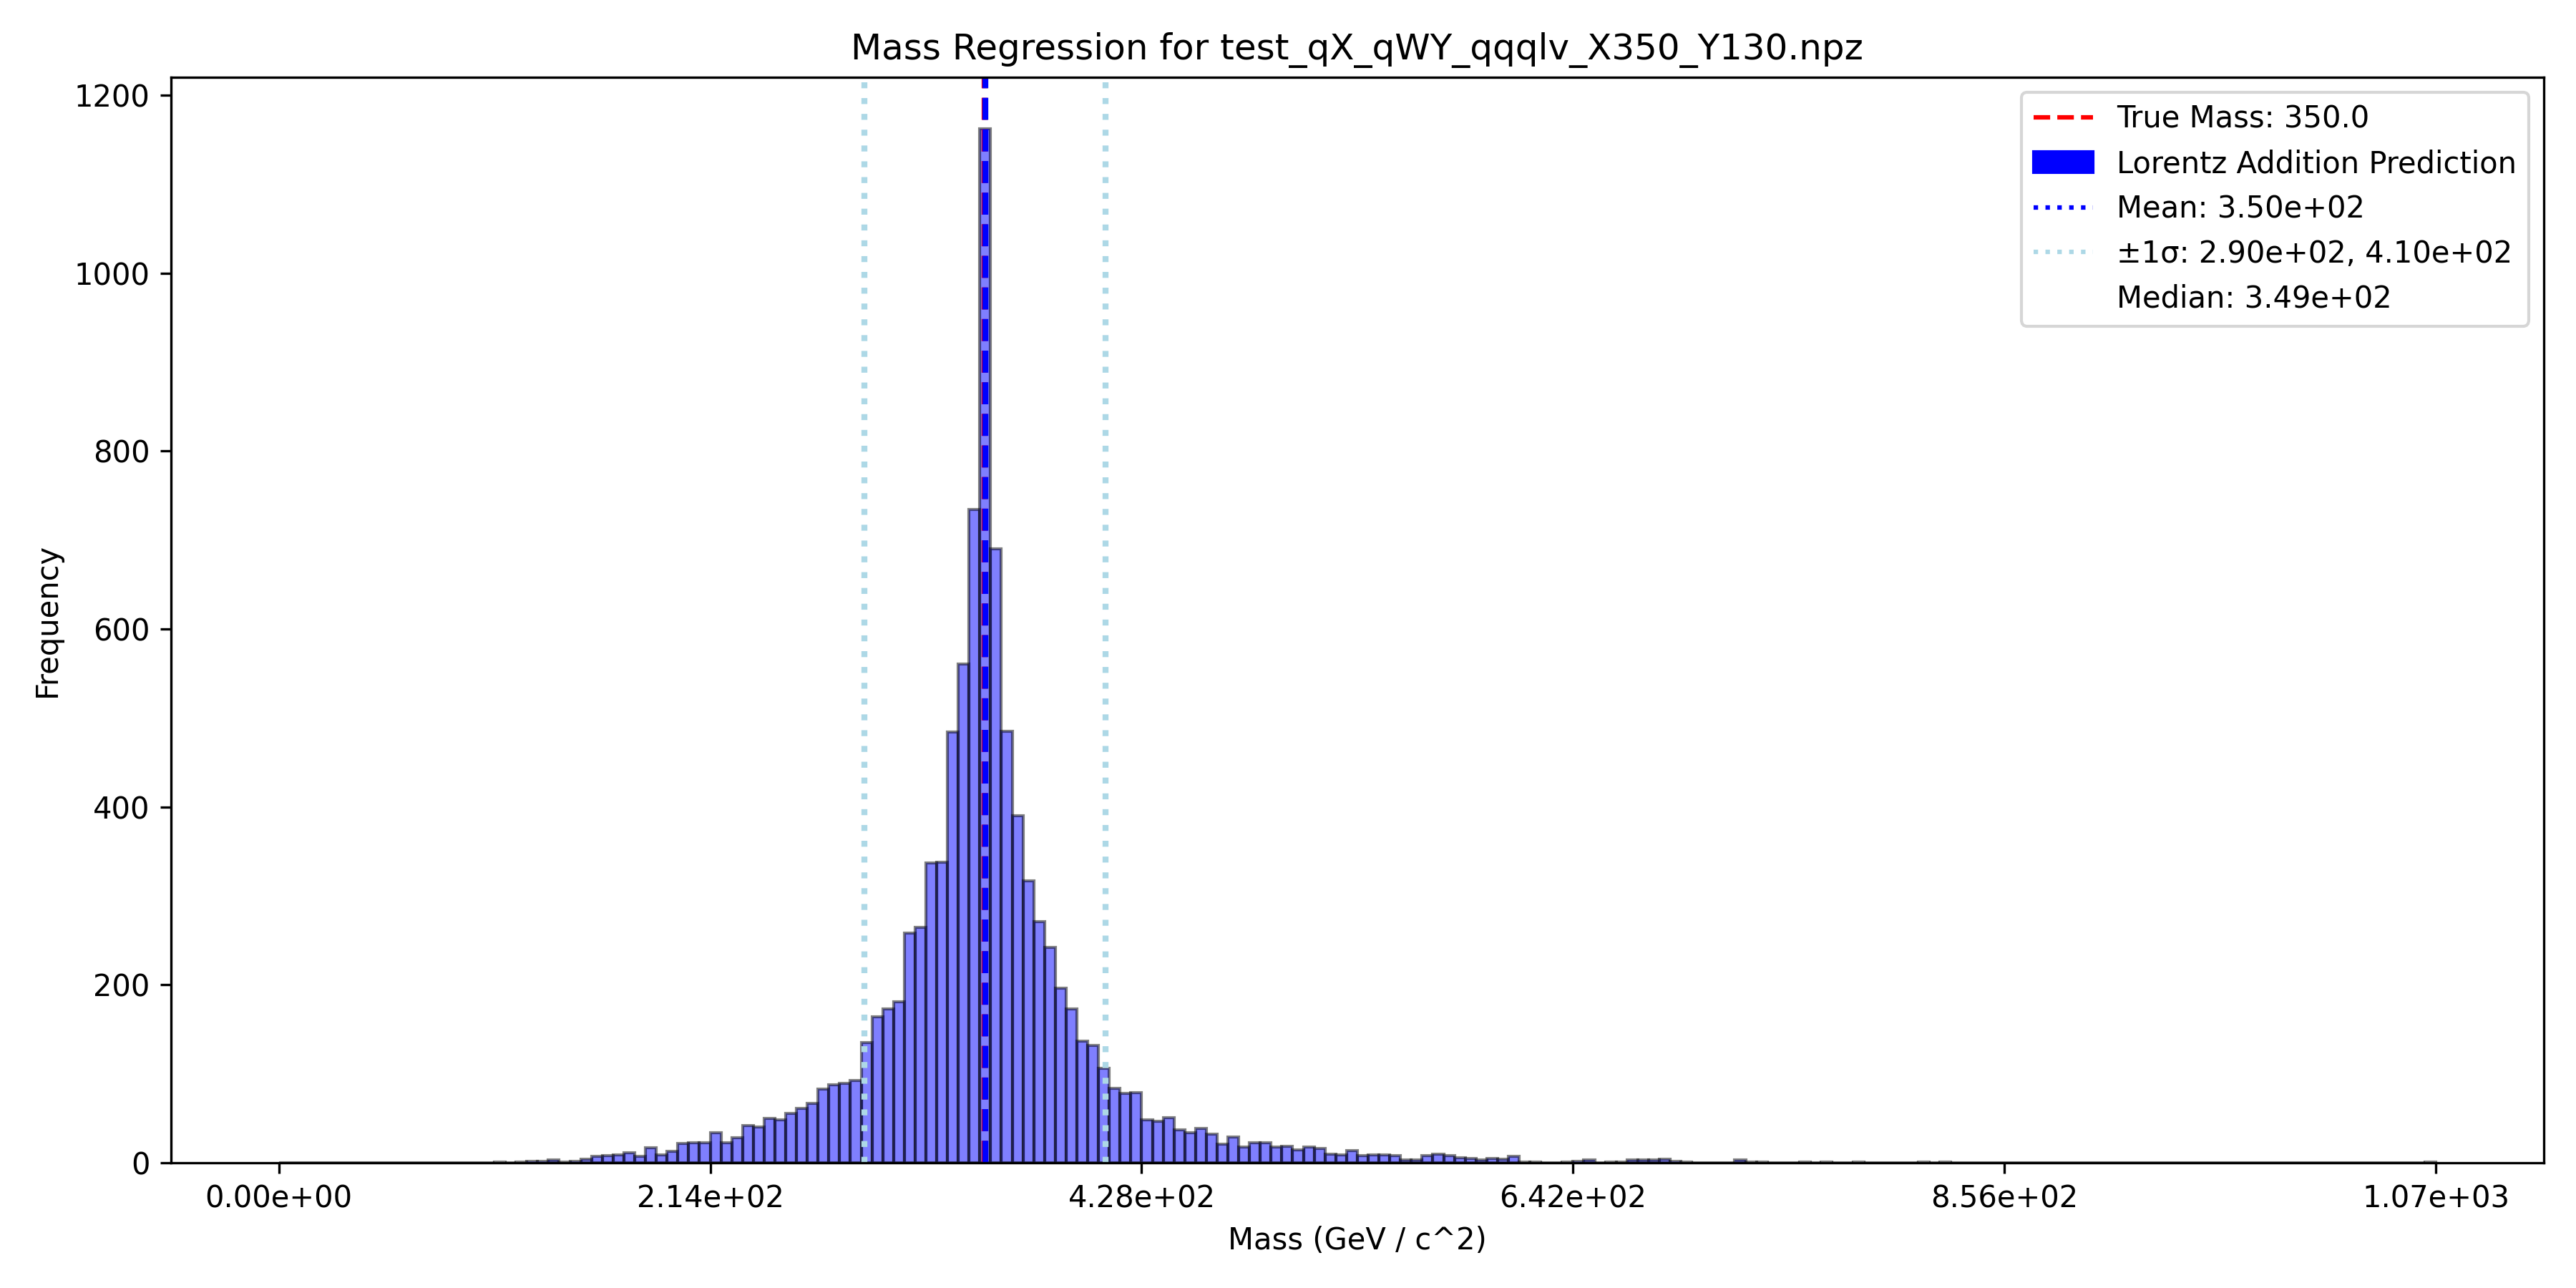 Mass Regression for test_qX_qWY_qqqlv_X350_Y130.npz
True Mass: 350.0
Lorentz Addition Prediction
Mean: 3.50e+02
±1σ: 2.90e+02, 4.10e+02
Median: 3.49e+02
Frequency
1200
1000
800
600
400
200
0
0.00e+00 2.14e+02 4.28e+02 6.42e+02 8.56e+02 1.07e+03
Mass (GeV / c^2)